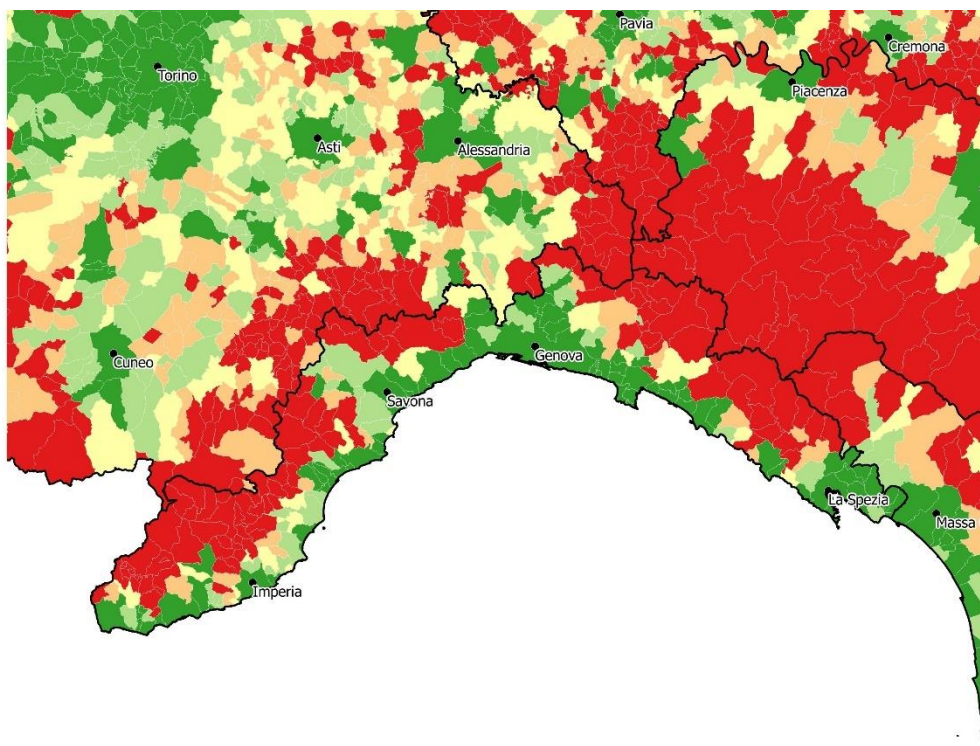 Pavia
Cremona
Torino
Piacenza
Asti
Alessandria
Genova
Cuneo
Savona
La Spezia
Massa
Imperia